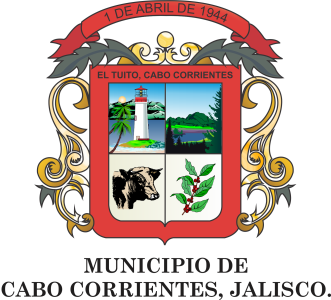 1 DE ABRIL DE 1944
EL TUITO, CABO CORRIENTES
MUNICIPIO DE
CABO CORRIENTES, JALISCO.